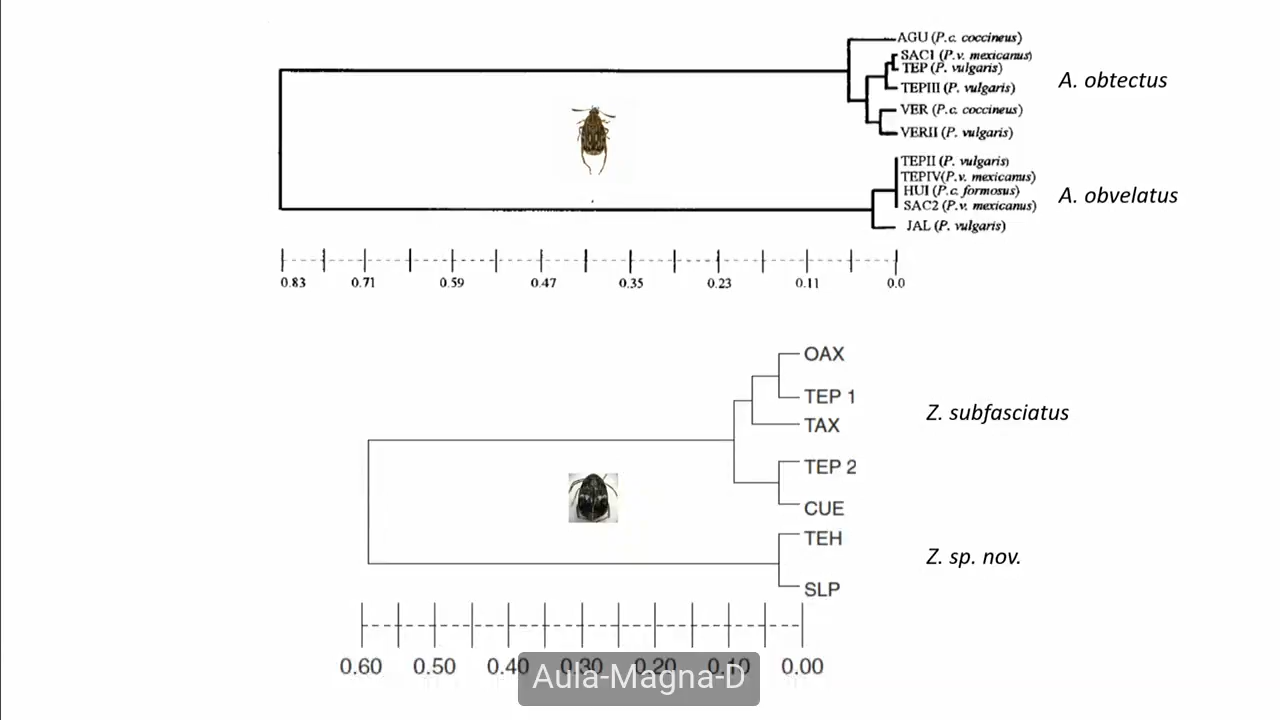 AGU (P.c. coccineus)
SAC1 (P.v. mexicanus)
TEP (P. vulgaris)
A. obtectus
TEPIII (P. vulgaris)
VER (P.c. coccineus)
VERII (P. vulgaris)
TEPII (P. vulgaris)
TEPIV(P.v. mexicanus)
HUI (P.c. formosus)
A. obvelatus
SAC2 (P.v. mexicanus)
JAL (P. vulgaris)
0.83 0.71 0.59 0.47 0.35 0.23 0.11 0.0
OAX
TEP 1
Z. subfasciatus
TAX
TEP 2
CUE
TEH
Z. sp. nov.
SLP
0.60 0.50 0.40 0.30 0.20 0.10 0.00
Aula-Magna-D